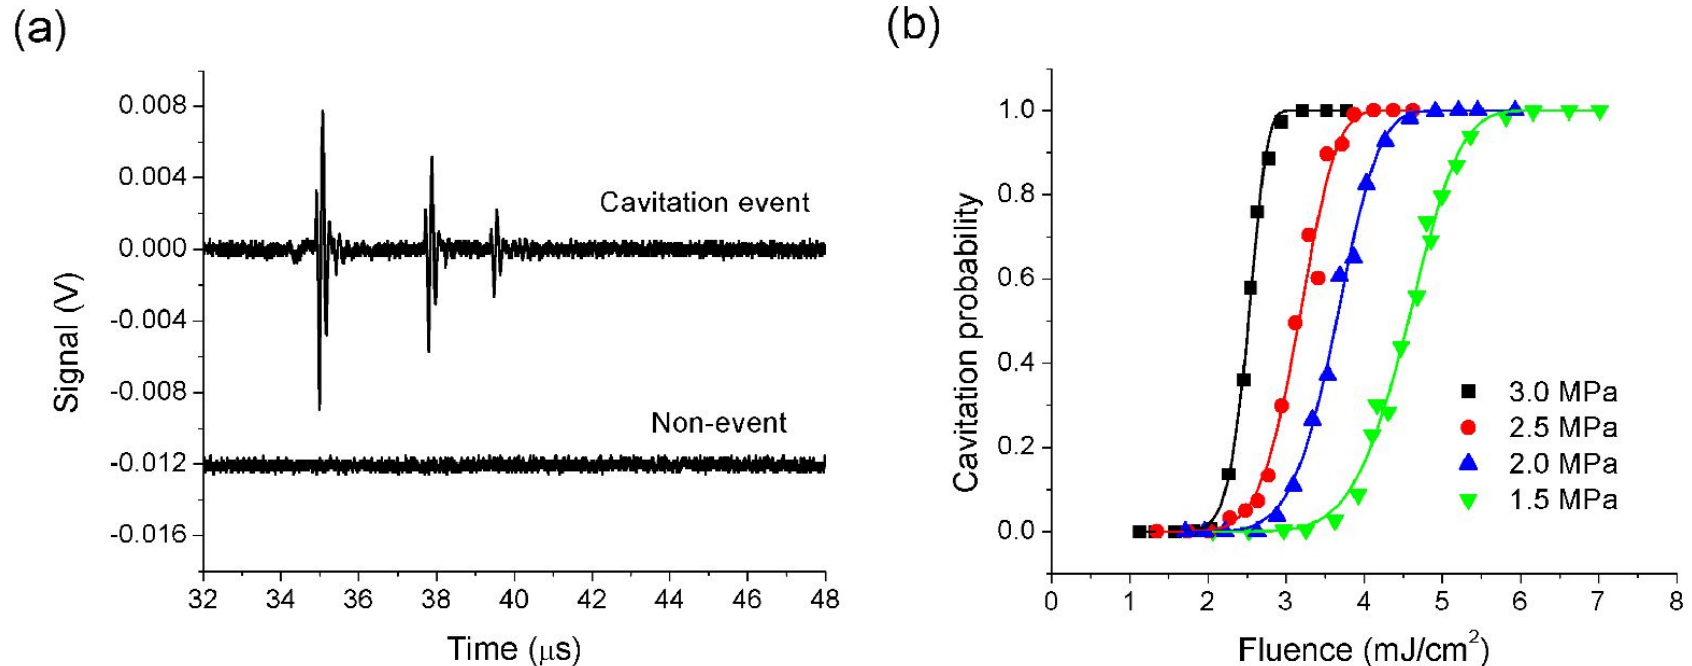 (a)
0.008
0.004
0.000
-0.004
-0.008
-0.012
-0.016
Signal (V)
Cavitation event
Non-event
32 34 36 38 40 42 44 46 48
Time (μs)
(b)
1.0
0.8
0.6
0.4
0.2
0.0
Cavitation probability
3.0 MPa
2.5 MPa
2.0 MPa
1.5 MPa
0 1 2 3 4 5 6 7 8
Fluence (mJ/cm²)